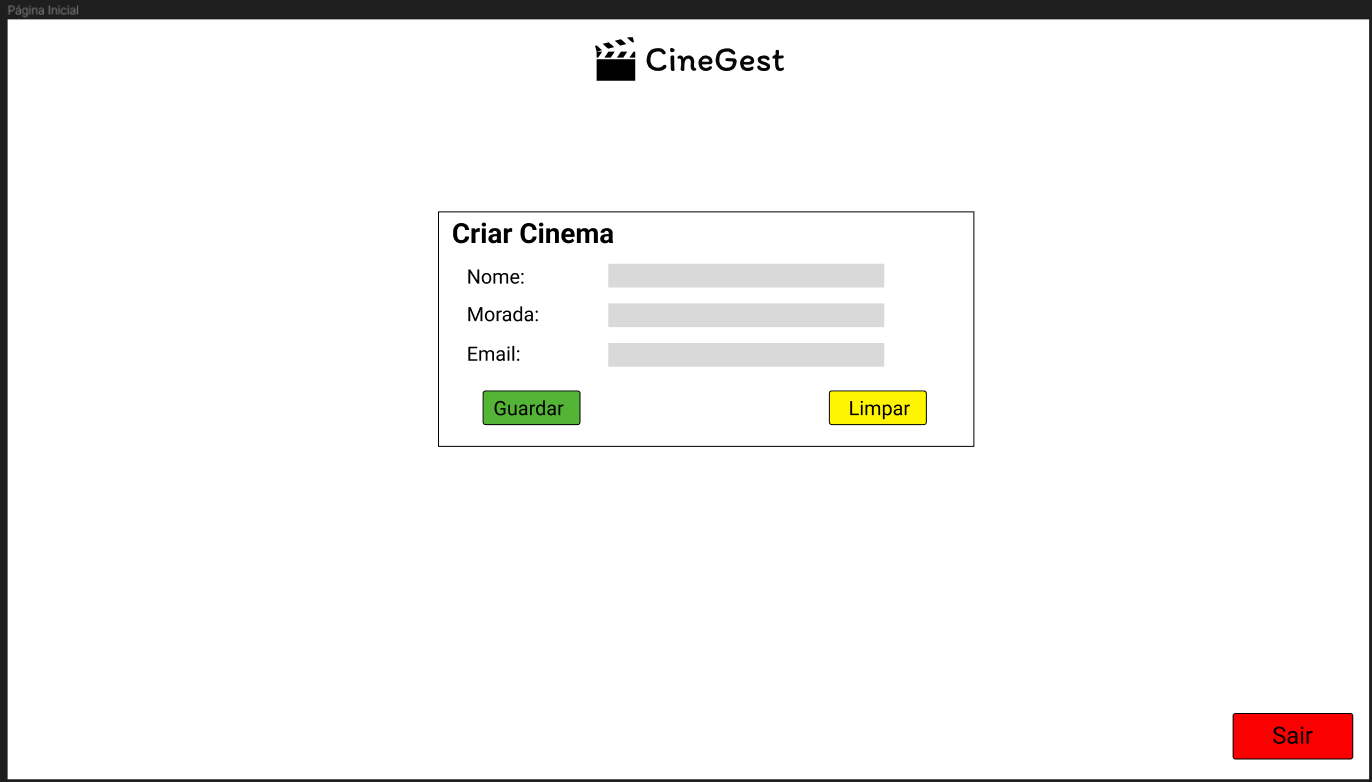 Página Inicial
CineGest
Criar Cinema
Nome:
Morada:
Email:
Guardar Limpar
Sair